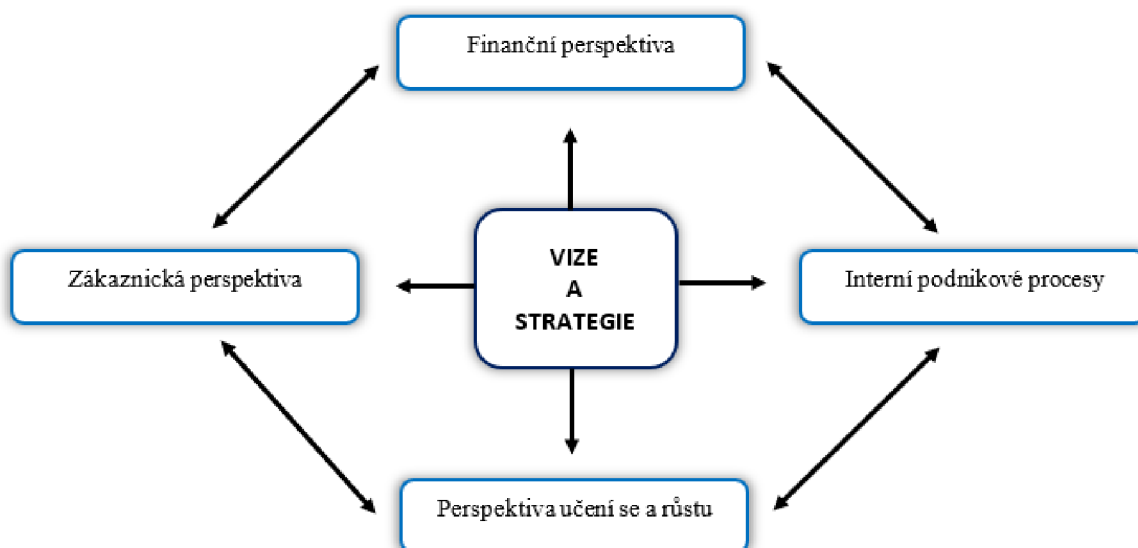 Finanční perspektiva
Zákaznická perspektiva
VIZE
A
STRATEGIE
Interní podnikové procesy
Perspektiva učení se a růstu